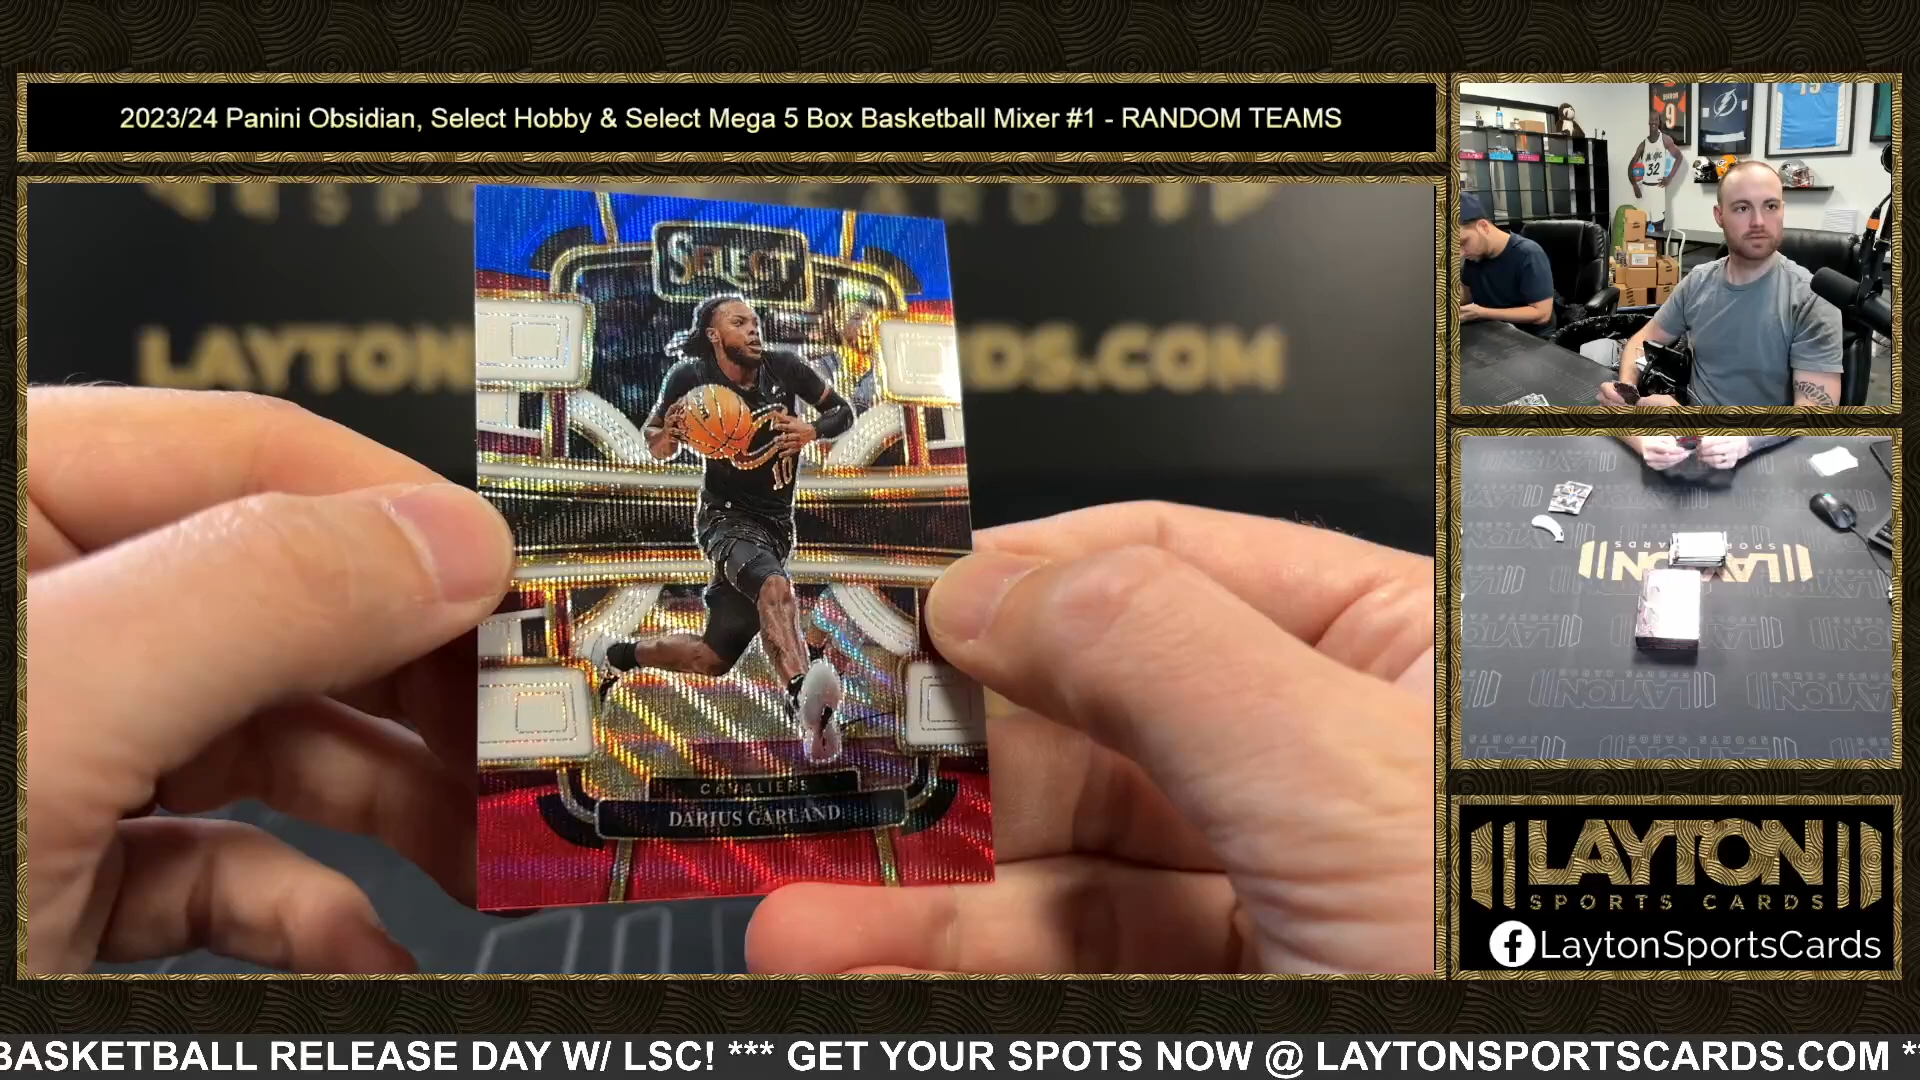 2023/24 Panini Obsidian, Select Hobby & Select Mega 5 Box Basketball Mixer #1 - RANDOM TEAMS
SELECT
10
CAVALIERS
DARIUS GARLAND
LAYTON
SPORTS CARDS
LaytonSportsCards
BASKETBALL RELEASE DAY W/ LSC! *** GET YOUR SPOTS NOW @ LAYTONSPORTSCARDS.COM **